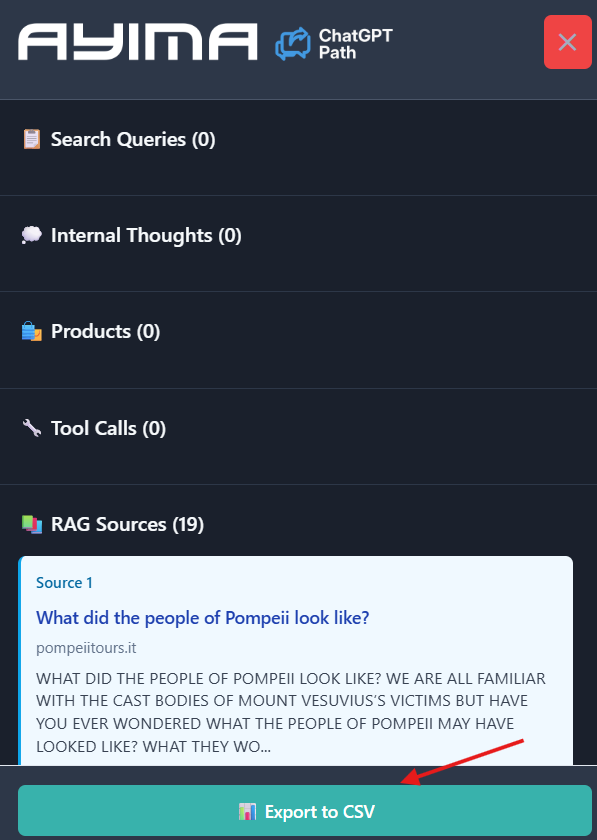 AYIMA
ChatGPT
Path
Search Queries (0)
Internal Thoughts (0)
Products (0)
Tool Calls (0)
RAG Sources (19)
Source 1
What did the people of Pompeii look like?
pompeiitours.it
WHAT DID THE PEOPLE OF POMPEII LOOK LIKE? WE ARE ALL FAMILIAR
WITH THE CAST BODIES OF MOUNT VESUVIUS’S VICTIMS BUT HAVE
YOU EVER WONDERED WHAT THE PEOPLE OF POMPEII MAY HAVE
LOOKED LIKE? WHAT THEY WO...
Export to CSV